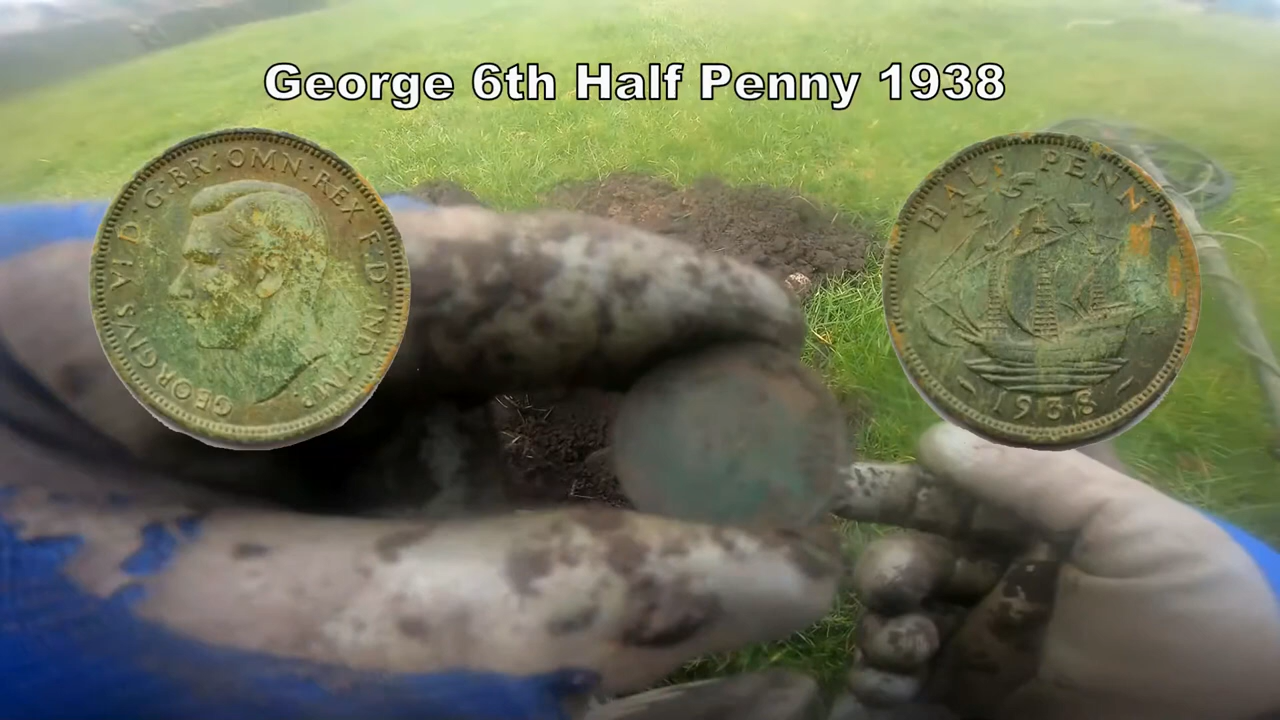 George 6th Half Penny 1938
GEORGIVS VI D:G:BR:OMN:REX F:D:IND:IMP.
HALF PENNY
1938